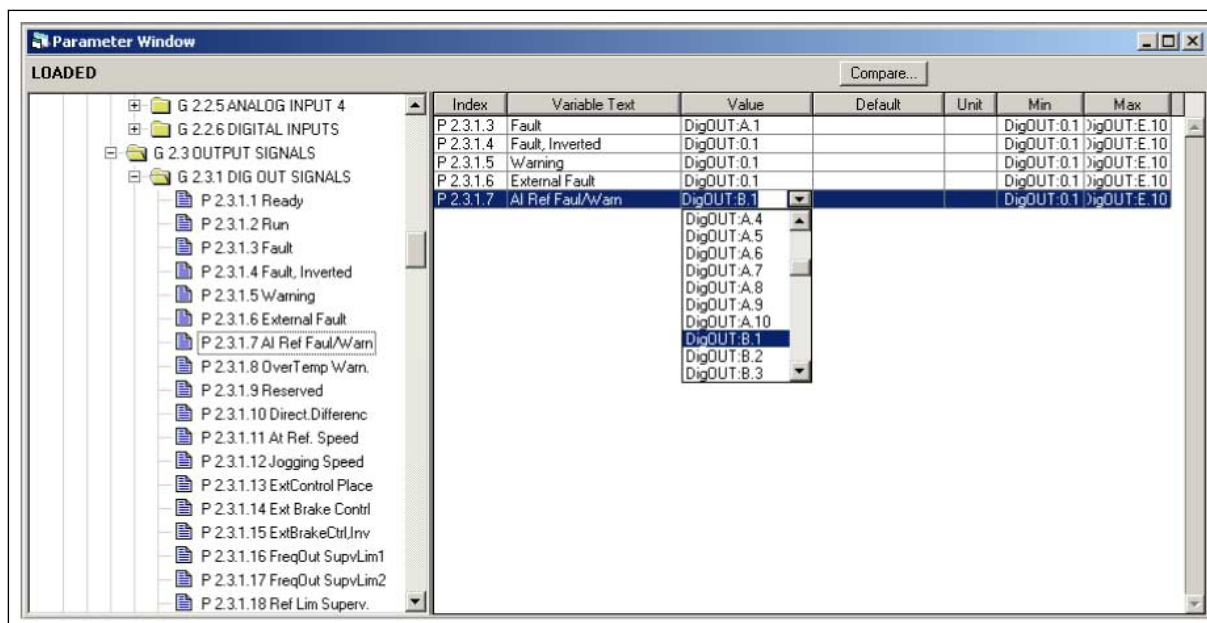 Parameter Window
LOADED
Compare...
G 2.2.5 ANALOG INPUT 4
G 2.2.6 DIGITAL INPUTS
G 2.3 OUTPUT SIGNALS
G 2.3.1 DIG OUT SIGNALS
P 2.3.1.1 Ready
P 2.3.1.2 Run
P 2.3.1.3 Fault
P 2.3.1.4 Fault, Inverted
P 2.3.1.5 Warning
P 2.3.1.6 External Fault
P 2.3.1.7 AI Ref Faul/Warn
P 2.3.1.8 OverTemp Warn.
P 2.3.1.9 Reserved
P 2.3.1.10 Direct.Differenc
P 2.3.1.11 At Ref. Speed
P 2.3.1.12 Jogging Speed
P 2.3.1.13 ExtControl Place
P 2.3.1.14 Ext Brake Contrl
P 2.3.1.15 ExtBrakeCtrl,Inv
P 2.3.1.16 FreqOut SupvLim1
P 2.3.1.17 FreqOut SupvLim2
P 2.3.1.18 Ref Lim Superv.
Index Variable Text Value Default Unit Min Max
P 2.3.1.3 Fault DigOUT:A.1 DigOUT:0.1 DigOUT:E.10
P 2.3.1.4 Fault, Inverted DigOUT:0.1 DigOUT:0.1 DigOUT:E.10
P 2.3.1.5 Warning DigOUT:0.1 DigOUT:0.1 DigOUT:E.10
P 2.3.1.6 External Fault DigOUT:0.1 DigOUT:0.1 DigOUT:E.10
P 2.3.1.7 AI Ref Faul/Warn DigOUT:B.1 DigOUT:0.1 DigOUT:E.10
DigOUT:A.4
DigOUT:A.5
DigOUT:A.6
DigOUT:A.7
DigOUT:A.8
DigOUT:A.9
DigOUT:A.10
DigOUT:B.1
DigOUT:B.2
DigOUT:B.3